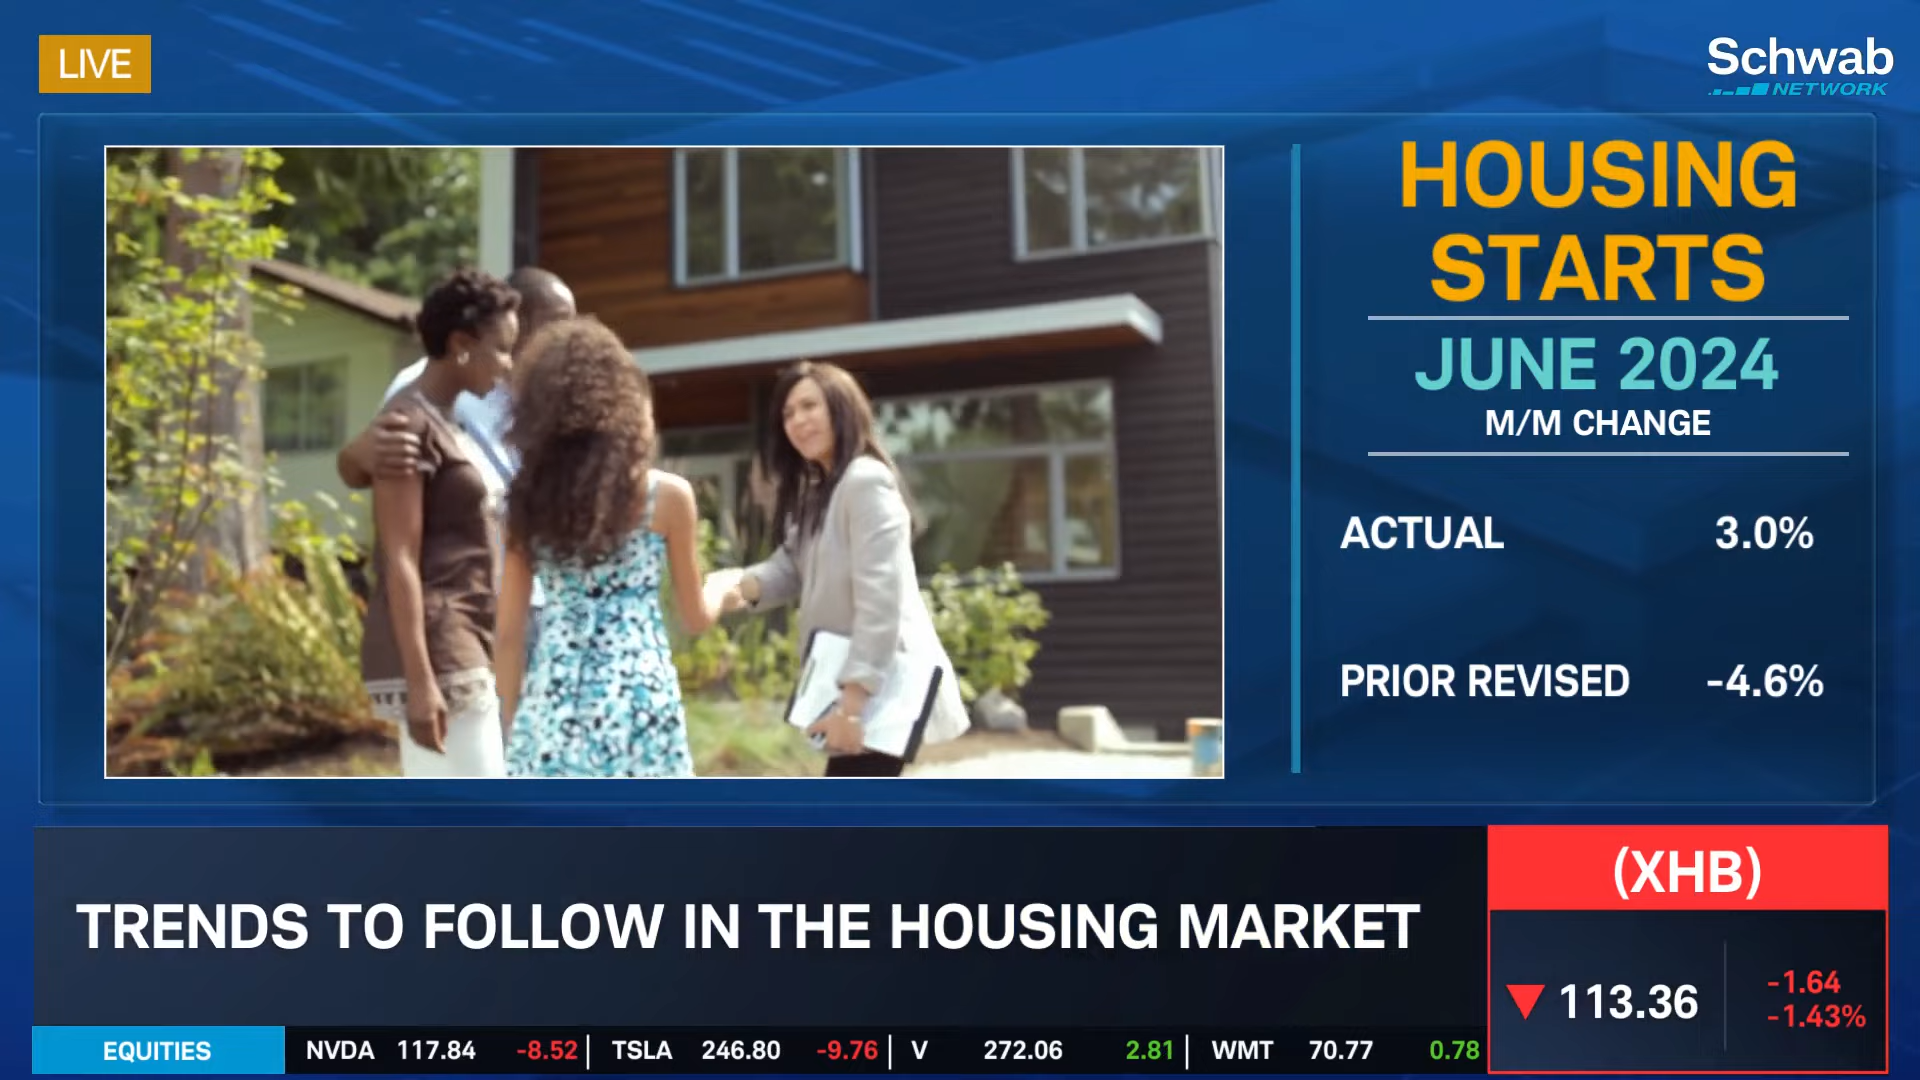 LIVE
Schwab
NETWORK
HOUSING
STARTS
JUNE 2024
M/M CHANGE
ACTUAL 3.0%
PRIOR REVISED -4.6%
TRENDS TO FOLLOW IN THE HOUSING MARKET
(XHB)
113.36 -1.64
-1.43%
EQUITIES NVDA 117.84 -8.52 | TSLA 246.80 -9.76 | V 272.06 2.81 | WMT 70.77 0.78